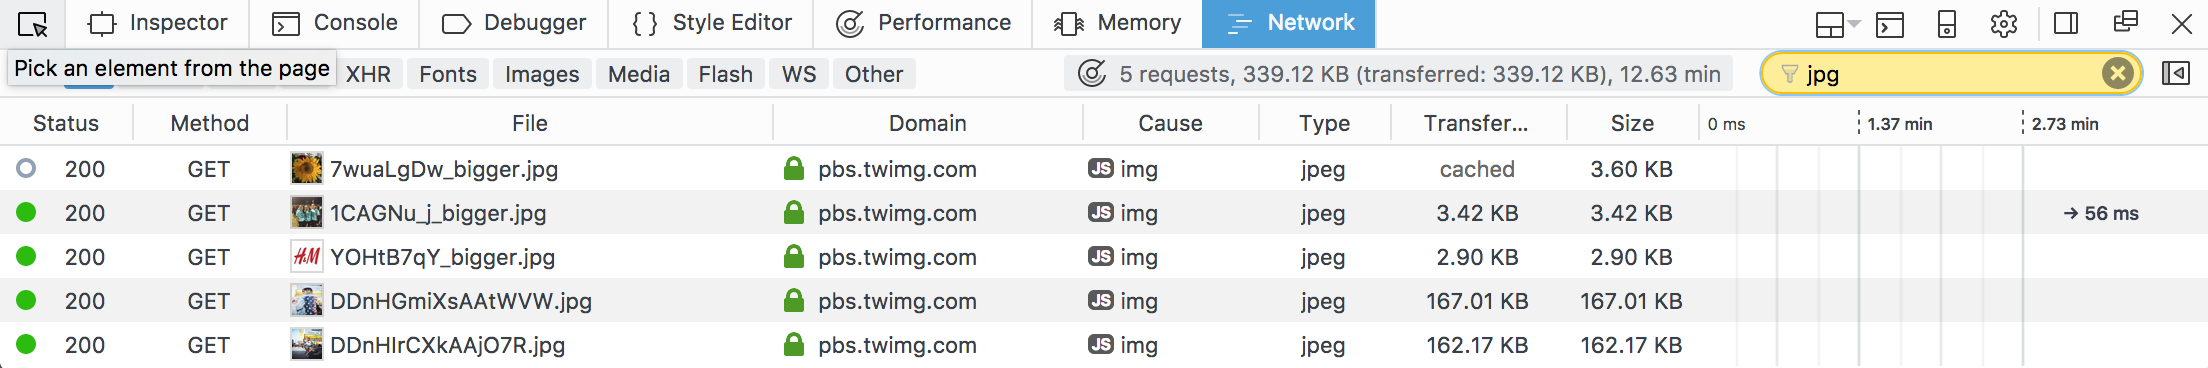 Inspector Console Debugger { } Style Editor Performance Memory Network
Pick an element from the page XHR Fonts Images Media Flash WS Other 5 requests, 339.12 KB (transferred: 339.12 KB), 12.63 min jpg
Status Method File Domain Cause Type Transfer... Size 0 ms 1.37 min 2.73 min
200 GET 7wuaLgDw_bigger.jpg pbs.twimg.com JS img jpeg cached 3.60 KB
200 GET 1CAGNu_j_bigger.jpg pbs.twimg.com JS img jpeg 3.42 KB 3.42 KB → 56 ms
200 GET H&M YOHtB7qY_bigger.jpg pbs.twimg.com JS img jpeg 2.90 KB 2.90 KB
200 GET DDnHGmiXsAAtWVW.jpg pbs.twimg.com JS img jpeg 167.01 KB 167.01 KB
200 GET DDnHIrCXkAAjO7R.jpg pbs.twimg.com JS img jpeg 162.17 KB 162.17 KB